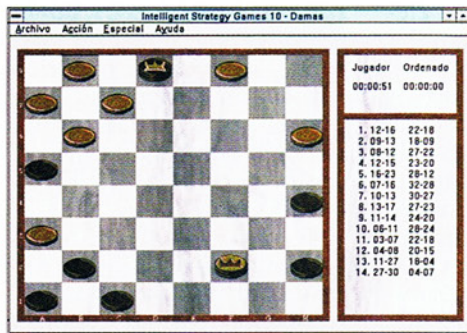 Intelligent Strategy Games 10 - Damas
Archivo Acción Especial Ayuda
Jugador Ordenado
00:00:51 00:00:00
1. 12-16 22-18
2. 09-13 18-09
3. 08-12 27-22
4. 12-15 23-20
5. 16-23 28-12
6. 07-16 32-28
7. 10-13 30-27
8. 13-17 27-23
9. 11-14 24-20
10. 06-11 28-24
11. 03-07 22-18
12. 04-08 20-15
13. 11-27 18-04
14. 27-30 04-07